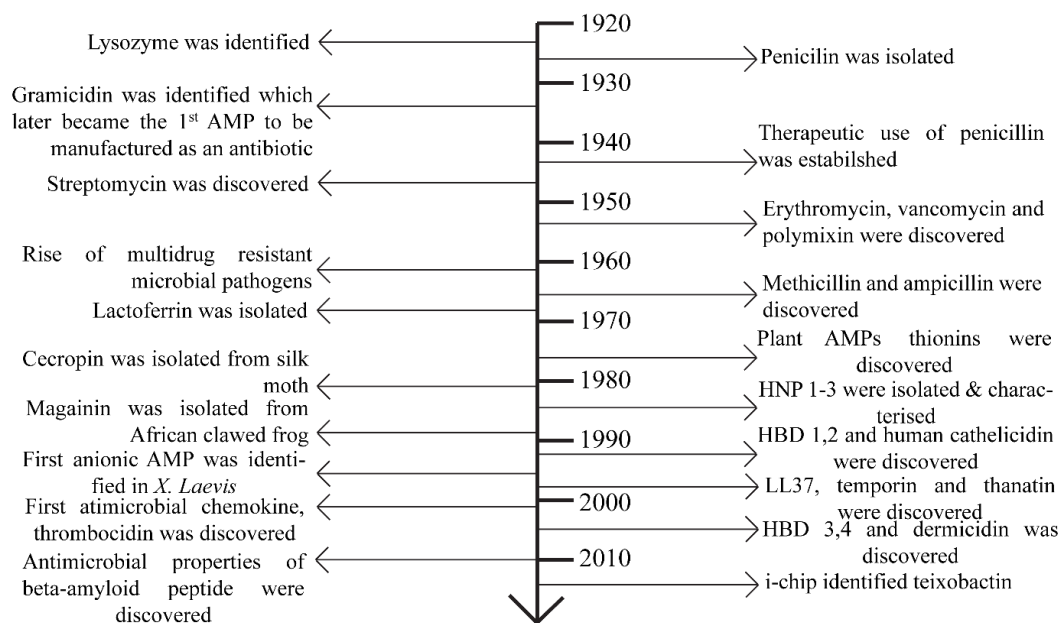 1920
Lysozyme was identified
Penicilin was isolated
1930
Gramicidin was identified which
later became the 1st AMP to be
manufactured as an antibiotic
1940
Therapeutic use of penicillin
was estabilshed
Streptomycin was discovered
1950
Erythromycin, vancomycin and
polymixin were discovered
Rise of multidrug resistant
microbial pathogens
1960
Methicillin and ampicillin were
discovered
Lactoferrin was isolated
1970
Plant AMPs thionins were
discovered
Cecropin was isolated from silk
moth
1980
HNP 1-3 were isolated & charac-
terised
Magainin was isolated from
African clawed frog
1990
HBD 1,2 and human cathelicidin
were discovered
First anionic AMP was identi-
fied in X. Laevis
LL37, temporin and thanatin
were discovered
2000
First atimicrobial chemokine,
thrombocidin was discovered
HBD 3,4 and dermicidin was
discovered
2010
Antimicrobial properties of
beta-amyloid peptide were
discovered
i-chip identified teixobactin